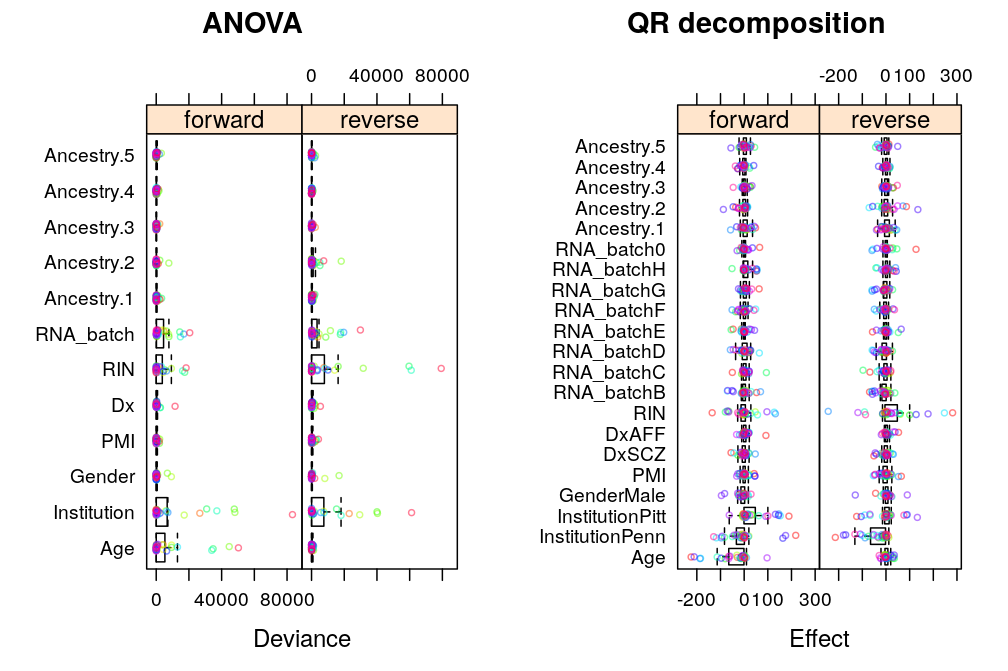 ANOVA
0 40000 80000
forward reverse
Ancestry.5
Ancestry.4
Ancestry.3
Ancestry.2
Ancestry.1
RNA_batch
RIN
Dx
PMI
Gender
Institution
Age
0 40000 80000
Deviance
QR decomposition
-200 0 100 300
forward reverse
Ancestry.5
Ancestry.4
Ancestry.3
Ancestry.2
Ancestry.1
RNA_batch0
RNA_batchH
RNA_batchG
RNA_batchF
RNA_batchE
RNA_batchD
RNA_batchC
RNA_batchB
RIN
DxAFF
DxSCZ
PMI
GenderMale
InstitutionPitt
InstitutionPenn
Age
-200 0 100 300
Effect